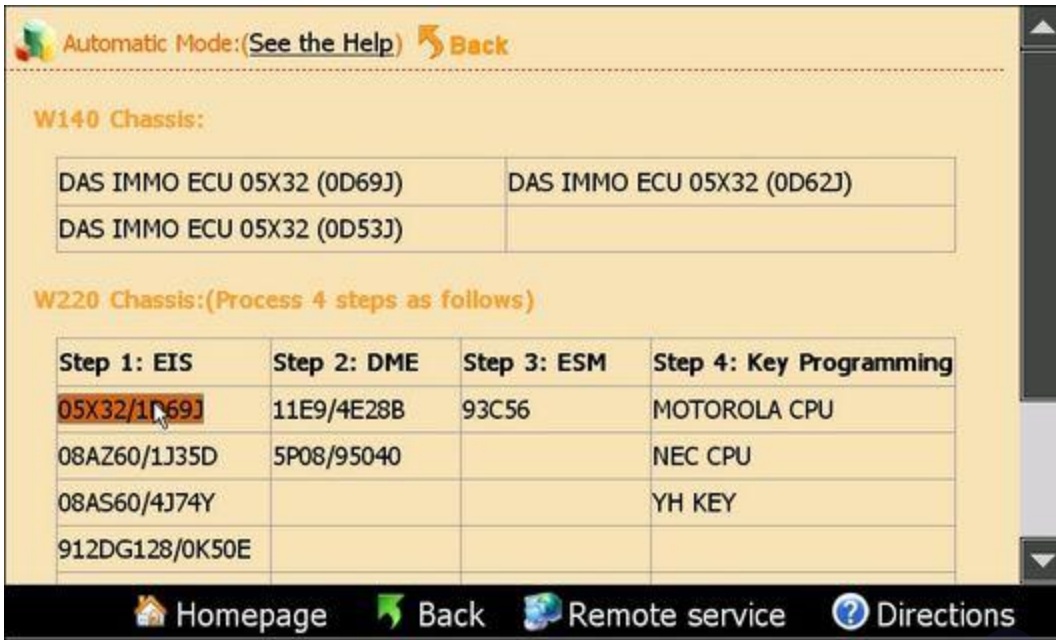 Automatic Mode:(See the Help) Back
W140 Chassis:
DAS IMMO ECU 05X32 (0D69J) DAS IMMO ECU 05X32 (0D62J)
DAS IMMO ECU 05X32 (0D53J)
W220 Chassis:(Process 4 steps as follows)
Step 1: EIS Step 2: DME Step 3: ESM Step 4: Key Programming
05X32/1D69J 11E9/4E28B 93C56 MOTOROLA CPU
08AZ60/1J35D 5P08/95040 NEC CPU
08AS60/4J74Y YH KEY
912DG128/0K50E
Homepage Back Remote service Directions